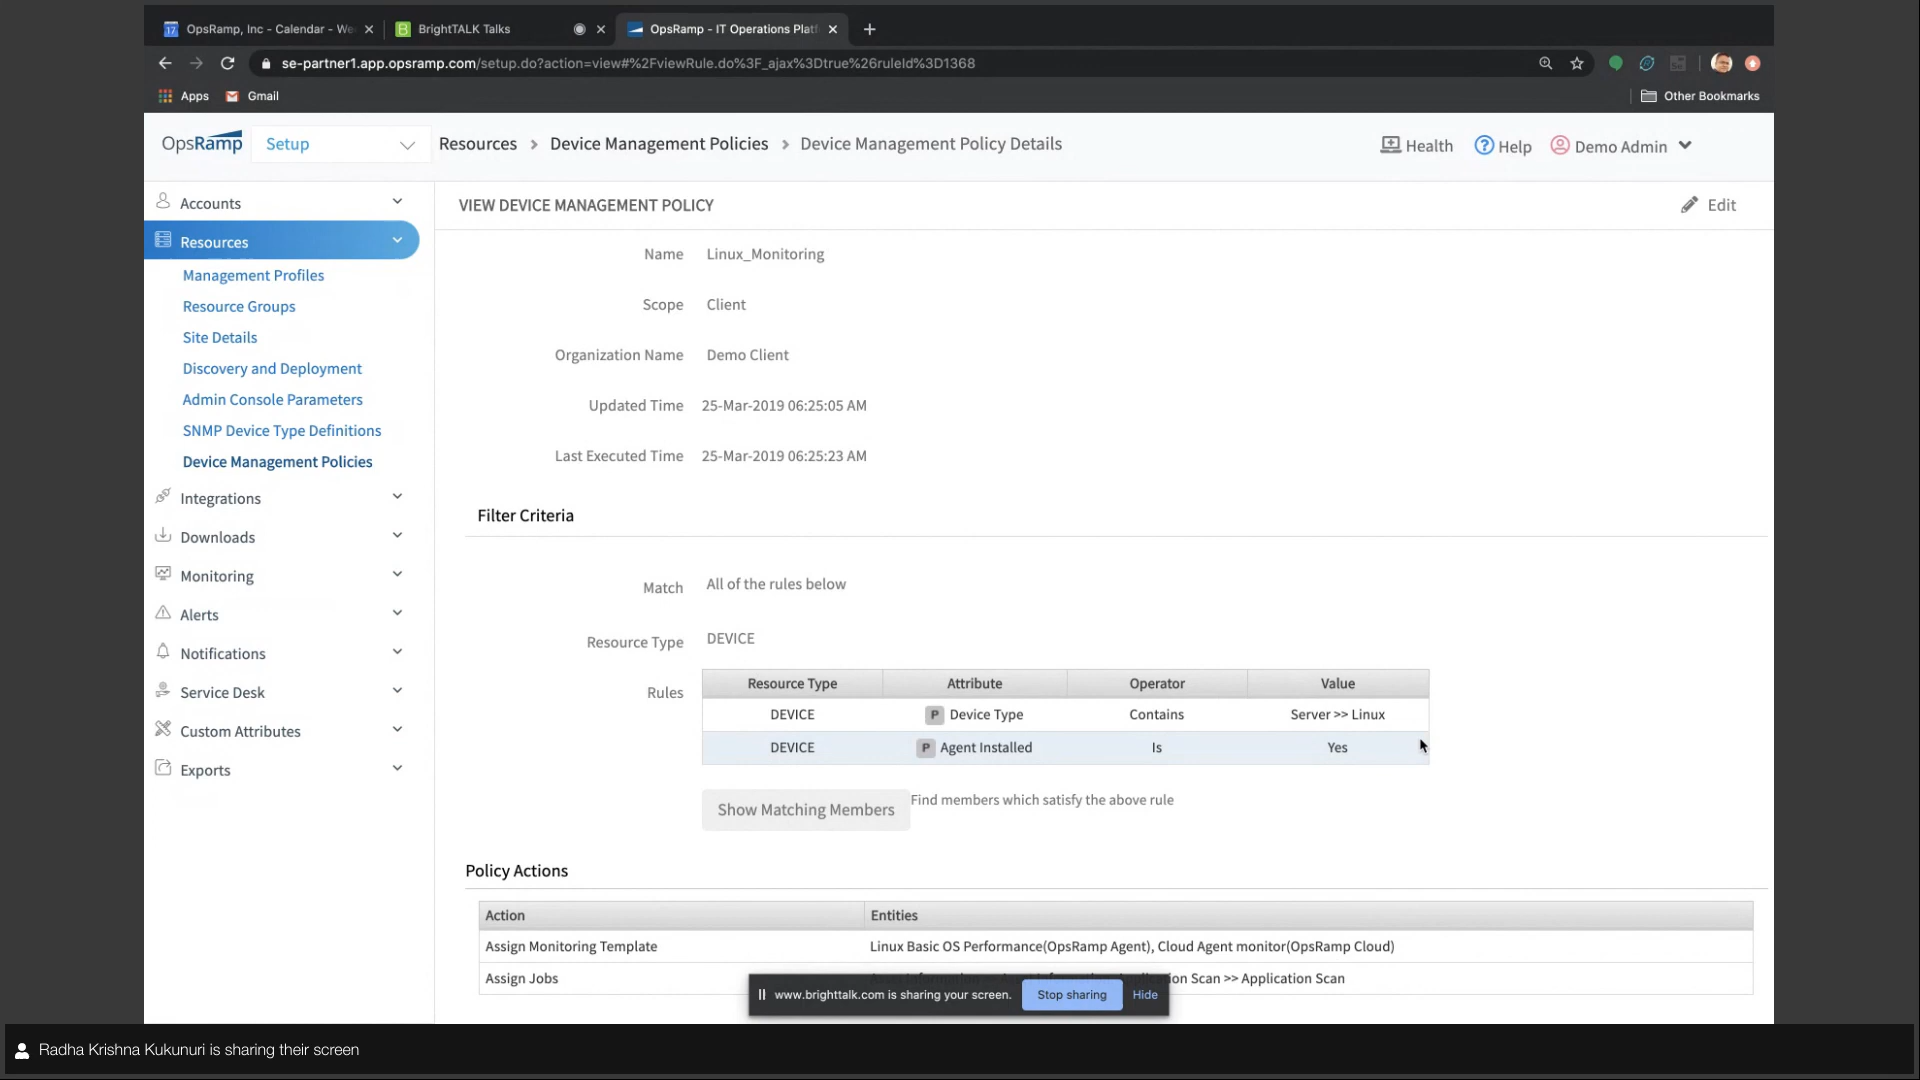 OpsRamp, Inc - Calendar - We
BrightTALK Talks
OpsRamp - IT Operations Platf
se-partner1.app.opsramp.com/setup.do?action=view#%2FviewRule.do%3F_ajax%3Dtrue%26ruleId%3D1368
Apps
Gmail
Other Bookmarks
OpsRamp
Setup
Resources > Device Management Policies > Device Management Policy Details
Health
Help
Demo Admin
Accounts
Resources
Management Profiles
Resource Groups
Site Details
Discovery and Deployment
Admin Console Parameters
SNMP Device Type Definitions
Device Management Policies
Integrations
Downloads
Monitoring
Alerts
Notifications
Service Desk
Custom Attributes
Exports
VIEW DEVICE MANAGEMENT POLICY
Edit
Name Linux_Monitoring
Scope Client
Organization Name Demo Client
Updated Time 25-Mar-2019 06:25:05 AM
Last Executed Time 25-Mar-2019 06:25:23 AM
Filter Criteria
Match All of the rules below
Resource Type DEVICE
Rules
Resource Type Attribute Operator Value
DEVICE P Device Type Contains Server >> Linux
DEVICE P Agent Installed Is Yes
Show Matching Members Find members which satisfy the above rule
Policy Actions
Action Entities
Assign Monitoring Template Linux Basic OS Performance(OpsRamp Agent), Cloud Agent monitor(OpsRamp Cloud)
Assign Jobs Scan >> Application Scan
www.brighttalk.com is sharing your screen. Stop sharing Hide
Radha Krishna Kukunuri is sharing their screen